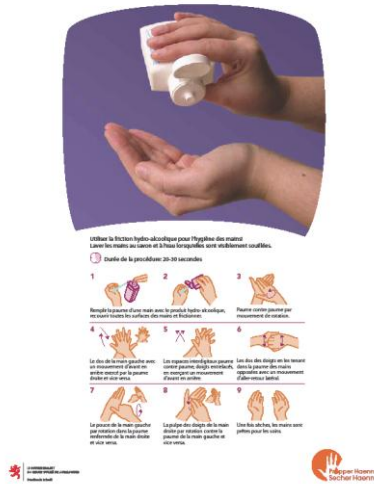 Utiliser la friction hydro-alcoolique pour l'hygiène des mains!
Laver les mains au savon et à l'eau lorsqu'elles sont visiblement souillées.
Durée de la procédure: 20-30 secondes
1
2
3
Remplir la paume d'une main avec le produit hydro-alcoolique,
recouvrir toutes les surfaces des mains et frictionner.
Paume contre paume par
mouvement de rotation.
4
5
6
Le dos de la main gauche avec
un mouvement d'avant en
arrière exercé par la paume
droite et vice versa.
Les espaces interdigitaux paume
contre paume, doigts entrelacés,
en exerçant un mouvement
d'avant en arrière.
Les dos des doigts en les tenant
dans la paume des mains
opposées avec un mouvement
d'aller-retour latéral.
7
8
9
Le pouce de la main gauche
par rotation dans la paume
renfermée de la main droite
et vice versa.
La pulpe des doigts de la main
droite par rotation contre la
paume de la main gauche et
vice versa.
Une fois sèches, les mains sont
prêtes pour les soins.
Propper Haenn
Secher Haenn